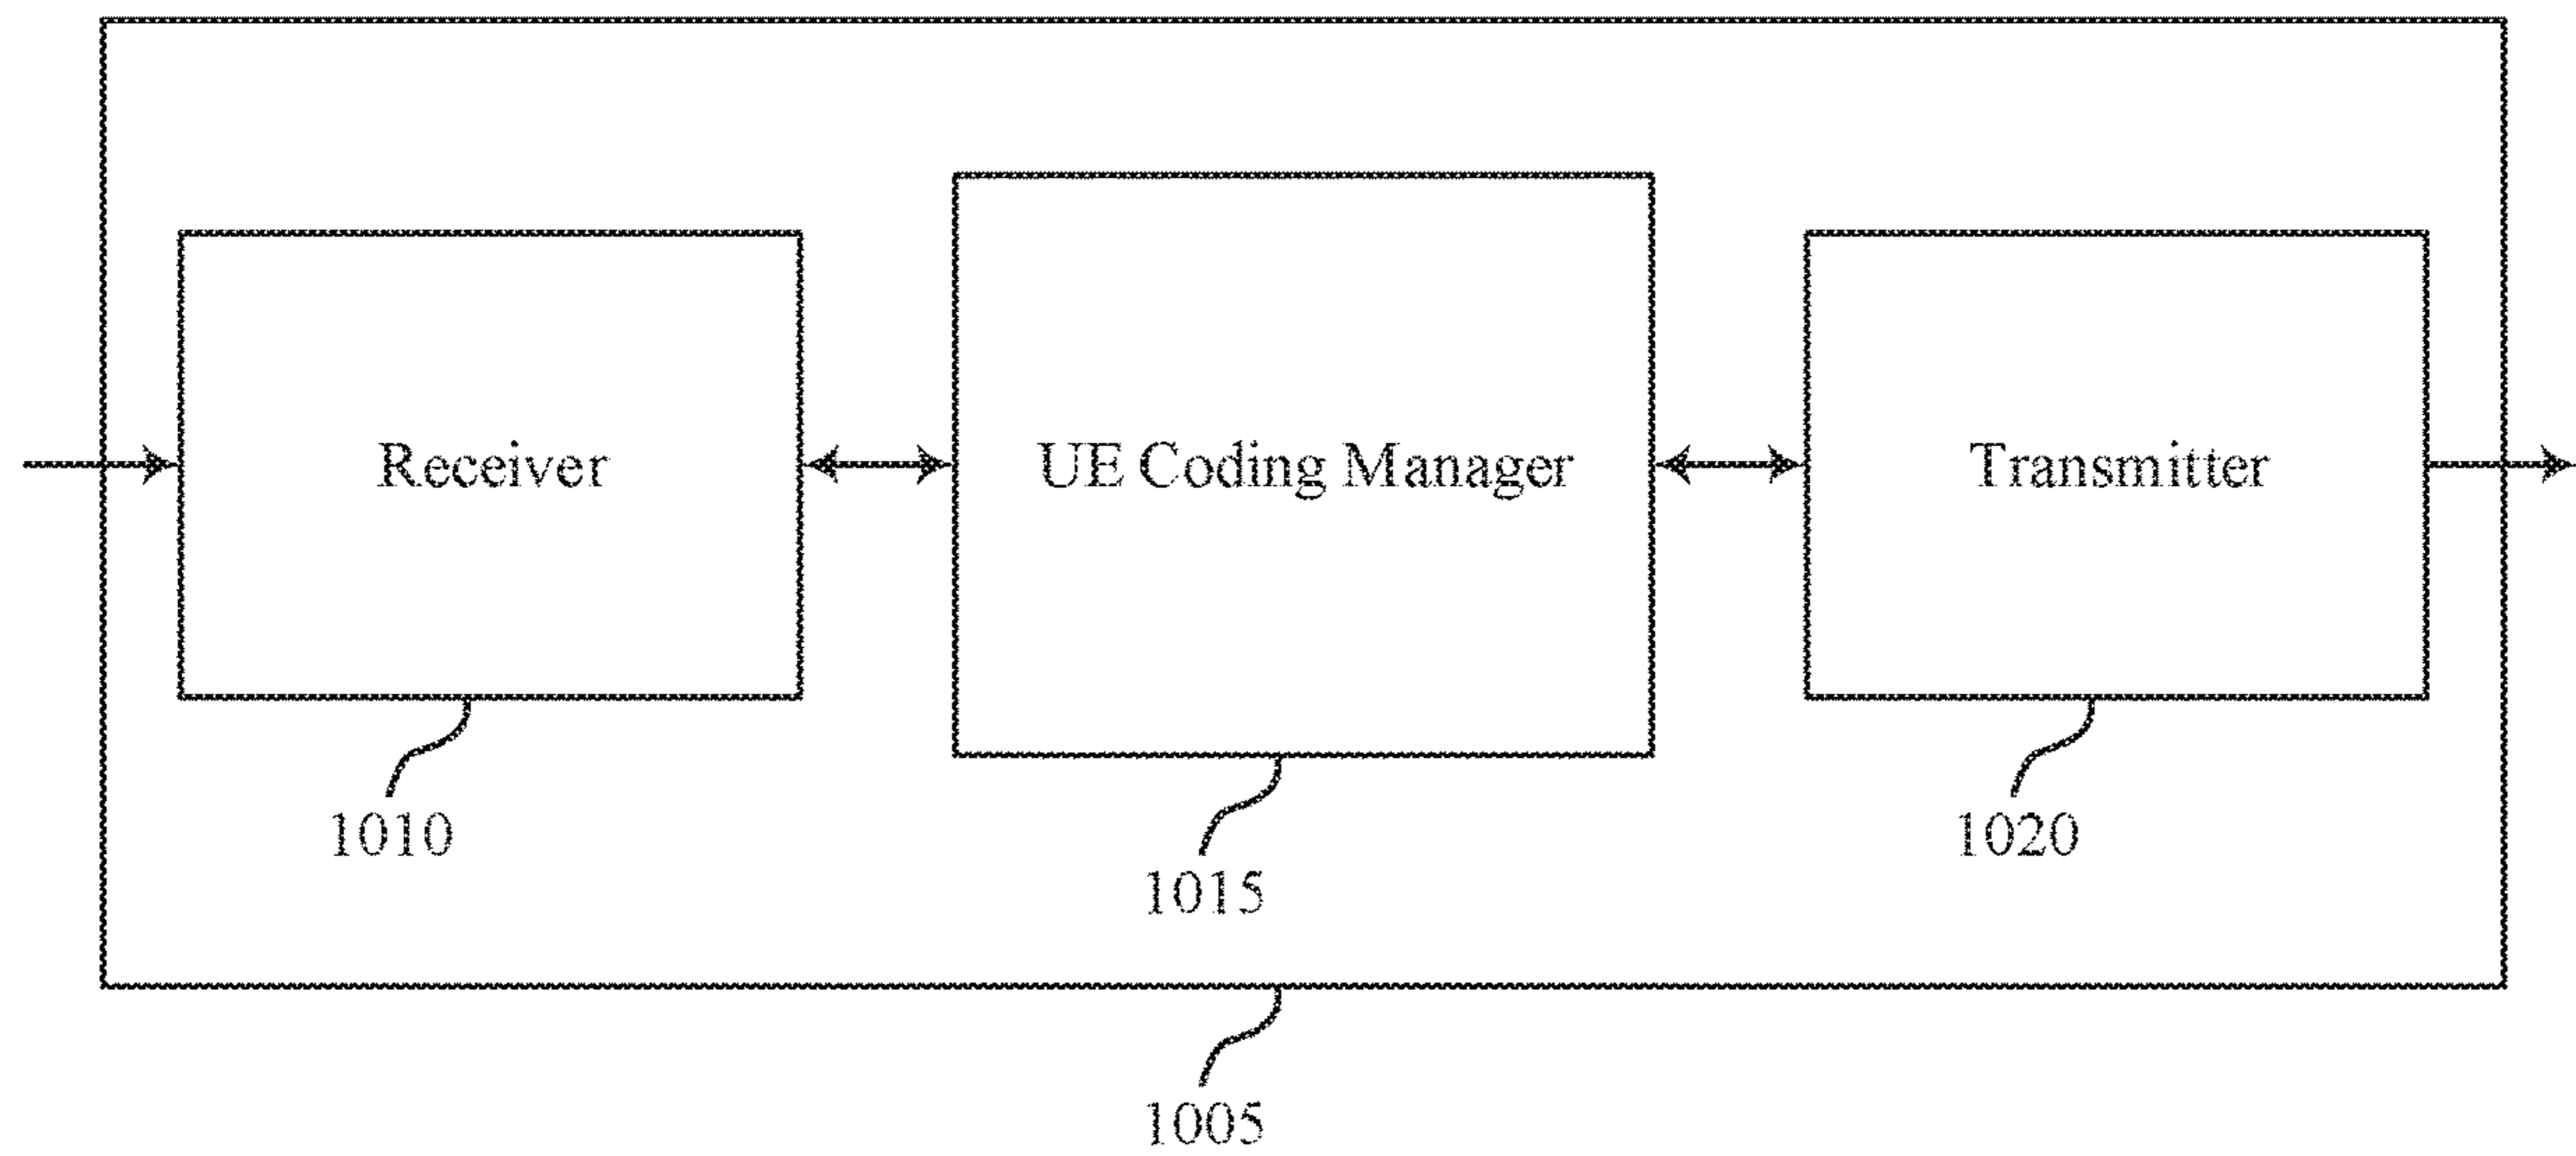 Receiver
UE Coding Manager
Transmitter
1010
1020
1015
1005